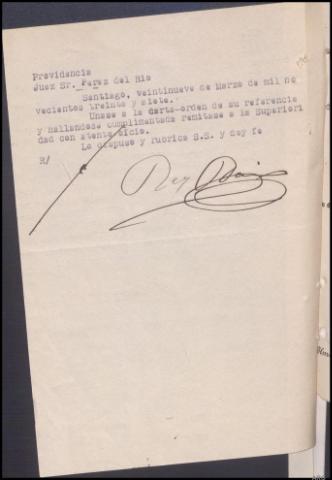 Providencia
Juez Sr. Perez del Rio
Santiago, veintinueve de Marzo de mil no
vecientos treinta y siete.-
Unase a la carta-orden de su referencia
y hallandose cumplimentada remitase a la Superiori
dad con atento oficio.
Lo dispuso y rubrica S.S. y doy fe
R/